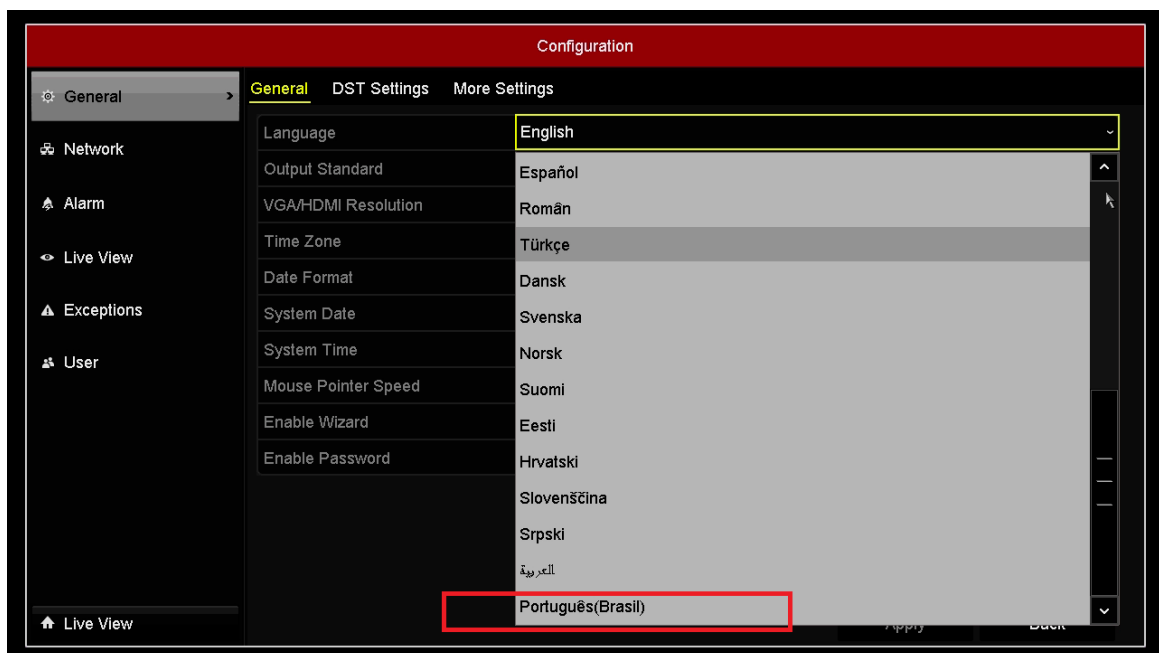 Configuration
General
Network
Alarm
Live View
Exceptions
User
Live View
General DST Settings More Settings
Language English
Output Standard
VGA/HDMI Resolution
Time Zone
Date Format
System Date
System Time
Mouse Pointer Speed
Enable Wizard
Enable Password
Español
Român
Türkçe
Dansk
Svenska
Norsk
Suomi
Eesti
Hrvatski
Slovenščina
Srpski
العربية
Português(Brasil)
Apply Back